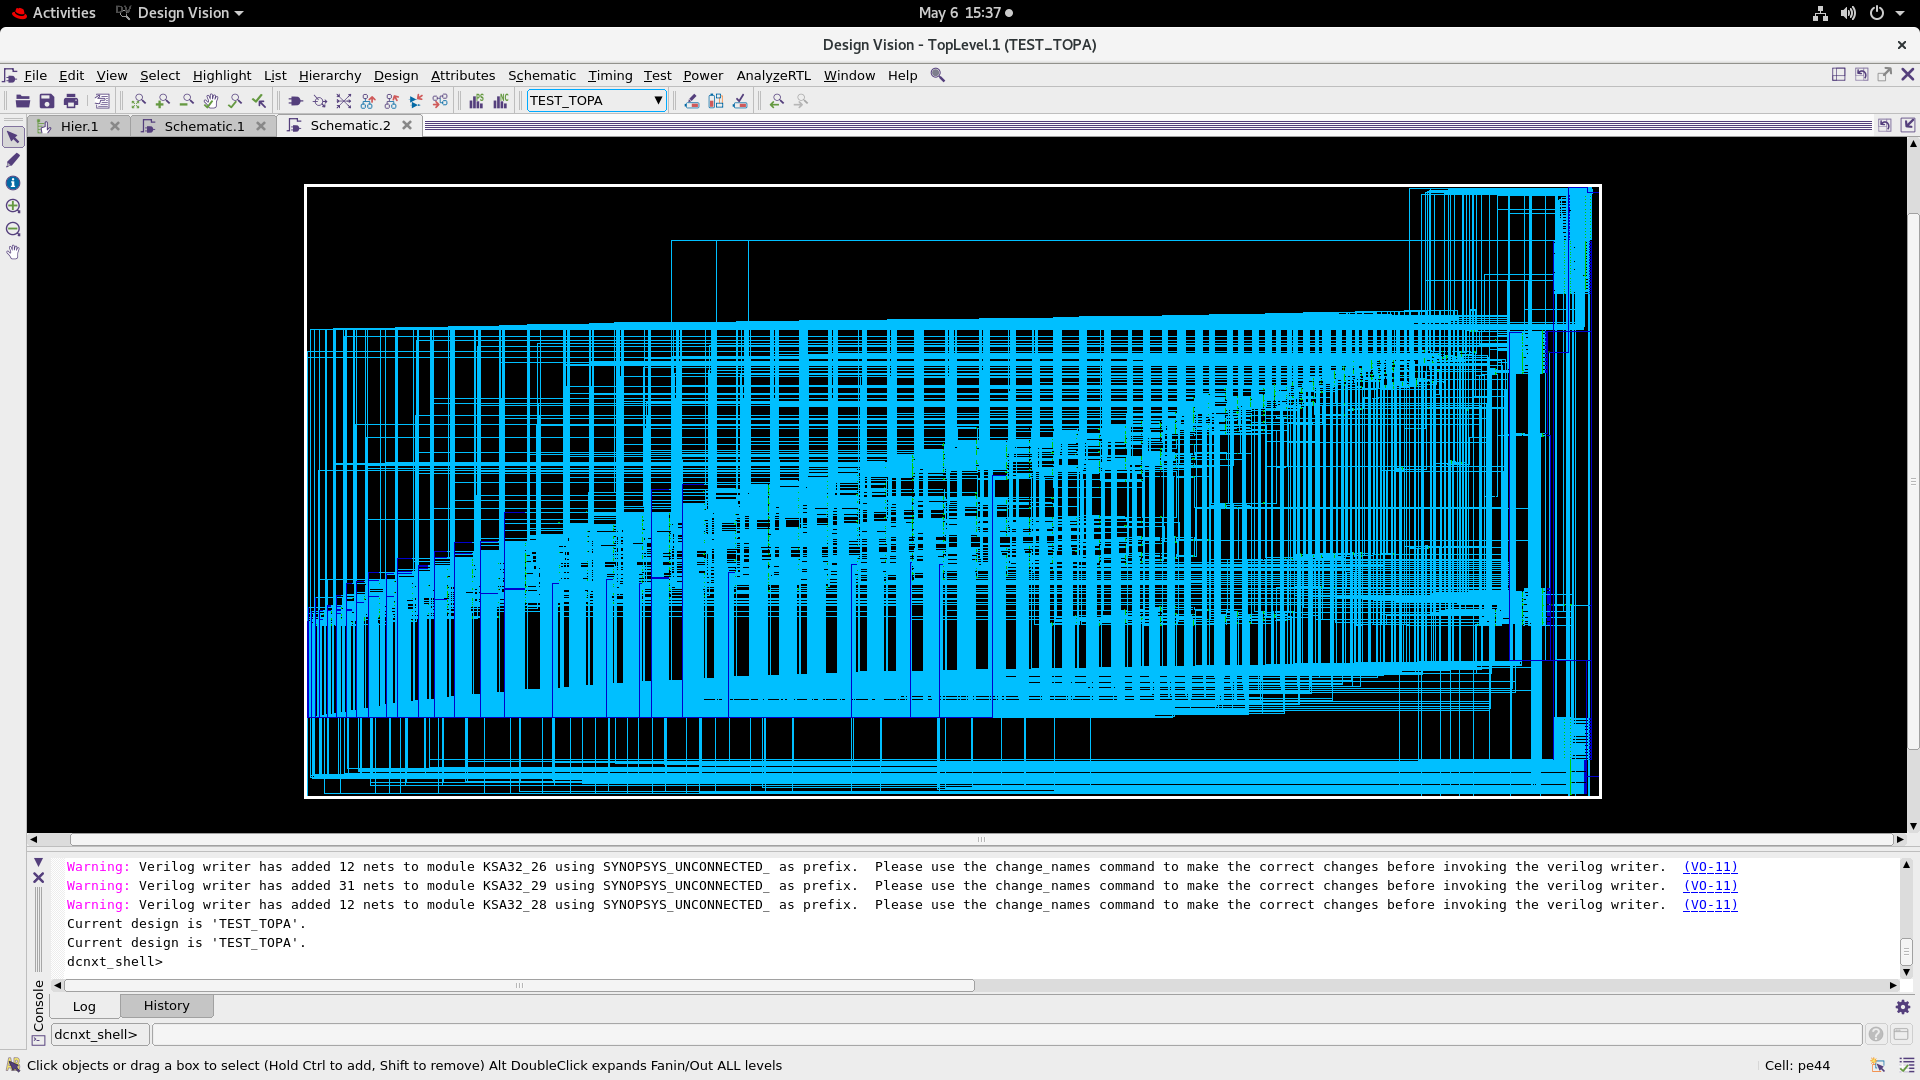 Activities Design Vision May 6 15:37
Design Vision - TopLevel.1 (TEST_TOPA)
File Edit View Select Highlight List Hierarchy Design Attributes Schematic Timing Test Power AnalyzeRTL Window Help
TEST_TOPA
Hier.1 Schematic.1 Schematic.2
Warning: Verilog writer has added 12 nets to module KSA32_26 using SYNOPSYS_UNCONNECTED_ as prefix.  Please use the change_names command to make the correct changes before invoking the verilog writer.  (VO-11)
Warning: Verilog writer has added 31 nets to module KSA32_29 using SYNOPSYS_UNCONNECTED_ as prefix.  Please use the change_names command to make the correct changes before invoking the verilog writer.  (VO-11)
Warning: Verilog writer has added 12 nets to module KSA32_28 using SYNOPSYS_UNCONNECTED_ as prefix.  Please use the change_names command to make the correct changes before invoking the verilog writer.  (VO-11)
Current design is 'TEST_TOPA'.
Current design is 'TEST_TOPA'.
dcnxt_shell>
Console
Log History
dcnxt_shell>
Click objects or drag a box to select (Hold Ctrl to add, Shift to remove) Alt DoubleClick expands Fanin/Out ALL levels Cell: pe44